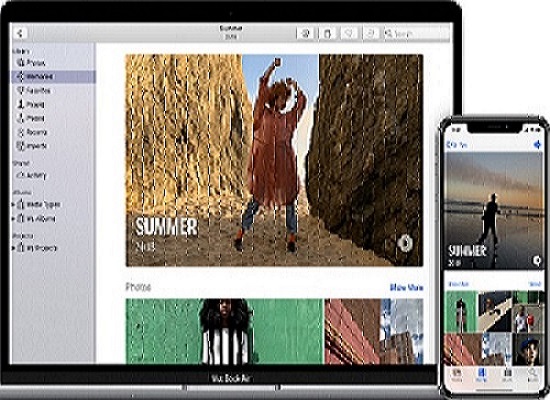 Summer
2018
Library
Photos
Memories
Favorites
People
Places
Recents
Imports
Shared
Activity
Albums
Media Types
My Albums
Projects
My Projects
Search
SUMMER
2018
Photos
Show More
MacBook Air
SUMMER
2018